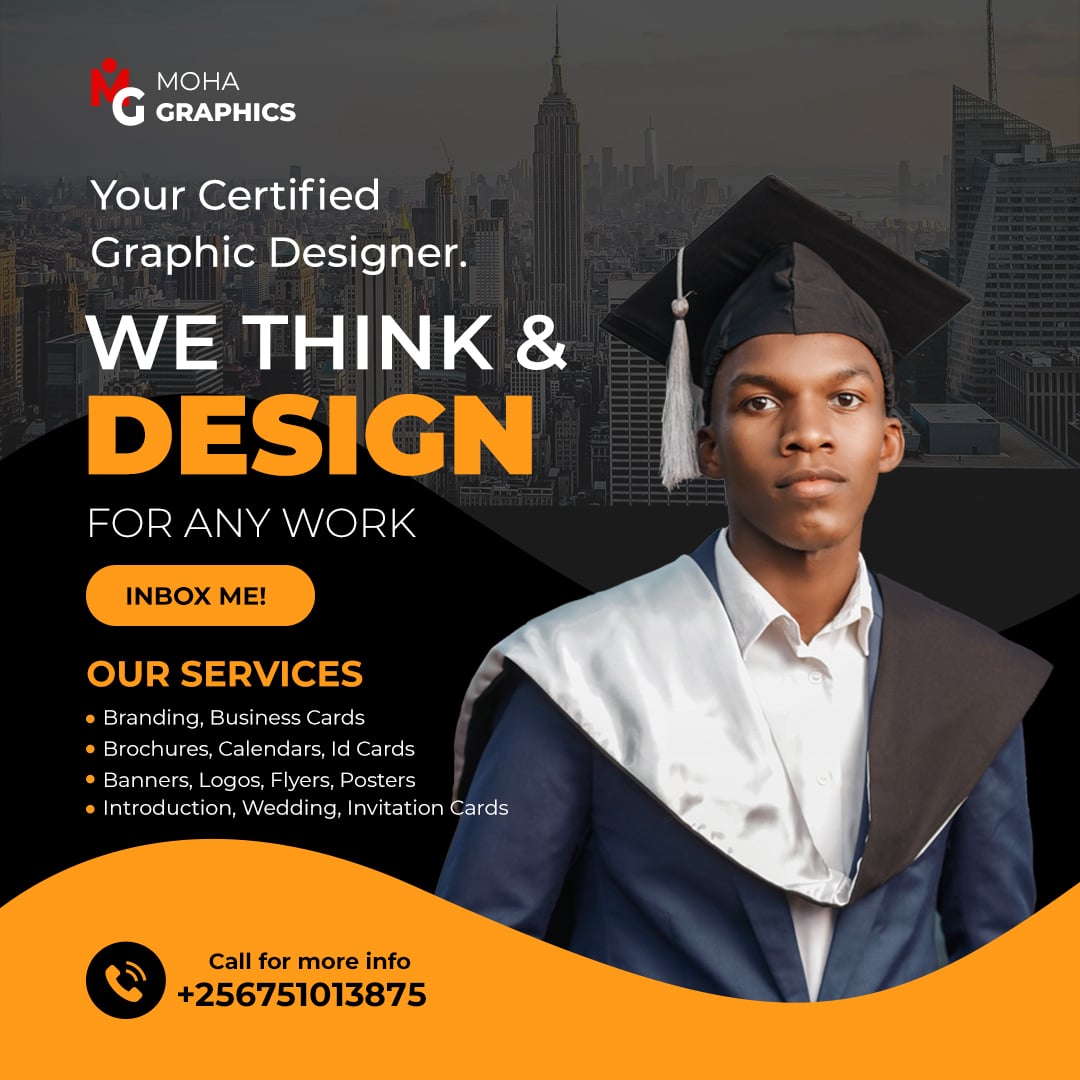 MG
MOHA
GRAPHICS
Your Certified
Graphic Designer.
WE THINK &
DESIGN
FOR ANY WORK
INBOX ME!
OUR SERVICES
• Branding, Business Cards
• Brochures, Calendars, Id Cards
• Banners, Logos, Flyers, Posters
• Introduction, Wedding, Invitation Cards
Call for more info
+256751013875